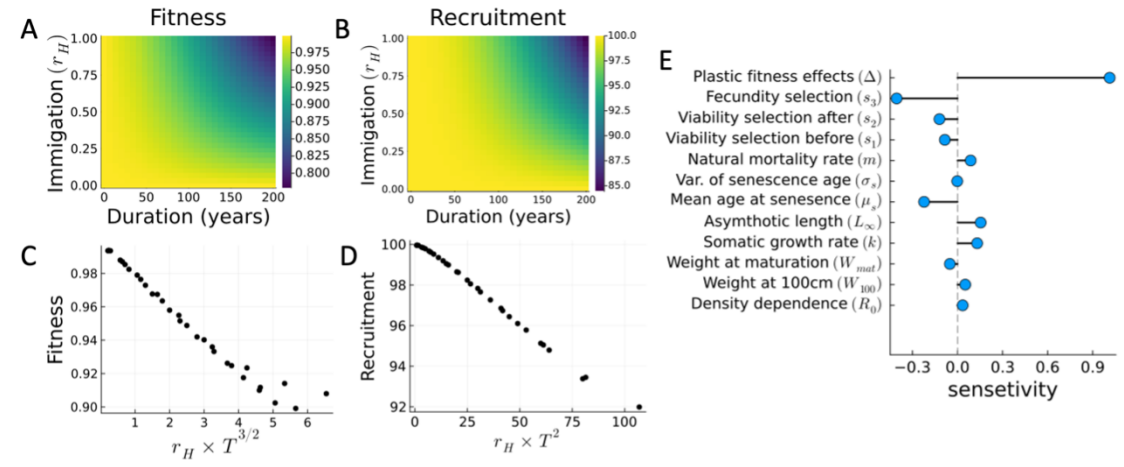 A
Fitness
B
Recruitment
Immigation (r_H)
1.00
0.75
0.50
0.25
0.00
0 50 100 150 200
Duration (years)
0.975
0.950
0.925
0.900
0.875
0.850
0.825
0.800
Immigation (r_H)
1.00
0.75
0.50
0.25
0.00
0 50 100 150 200
Duration (years)
100.0
97.5
95.0
92.5
90.0
87.5
85.0
C
Fitness
0.98
0.96
0.94
0.92
0.90
1 2 3 4 5 6
r_H × T^3/2
D
Recruitment
100
98
96
94
92
0 25 50 75 100
r_H × T^2
E
Plastic fitness effects (Δ)
Fecundity selection (s_3)
Viability selection after (s_2)
Viability selection before (s_1)
Natural mortality rate (m)
Var. of senescence age (σ_s)
Mean age at senesence (μ_s)
Asymthotic length (L_∞)
Somatic growth rate (k)
Weight at maturation (W_mat)
Weight at 100cm (W_100)
Density dependence (R_0)
−0.3 0.0 0.3 0.6 0.9
sensetivity